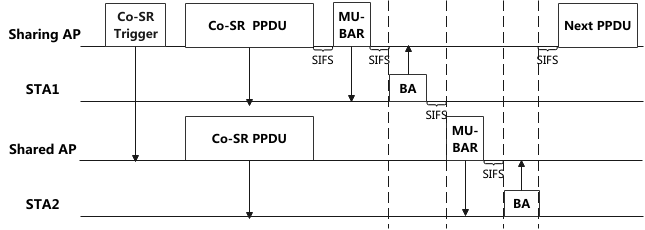 Co-SR
Trigger
Co-SR PPDU
MU-
BAR
Next PPDU
Sharing AP
SIFS
SIFS
SIFS
STA1
BA
SIFS
Co-SR PPDU
MU-
BAR
Shared AP
SIFS
STA2
BA